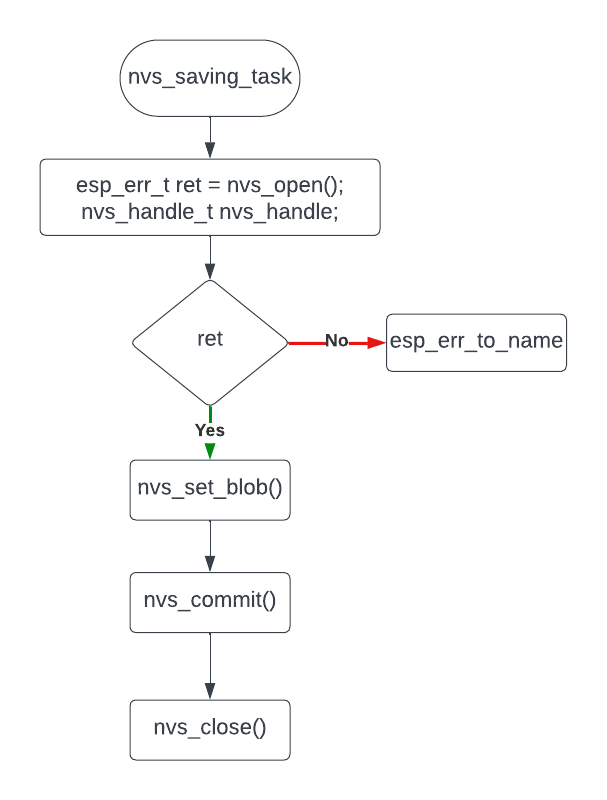 nvs_saving_task
esp_err_t ret = nvs_open();
nvs_handle_t nvs_handle;
ret
No
esp_err_to_name
Yes
nvs_set_blob()
nvs_commit()
nvs_close()